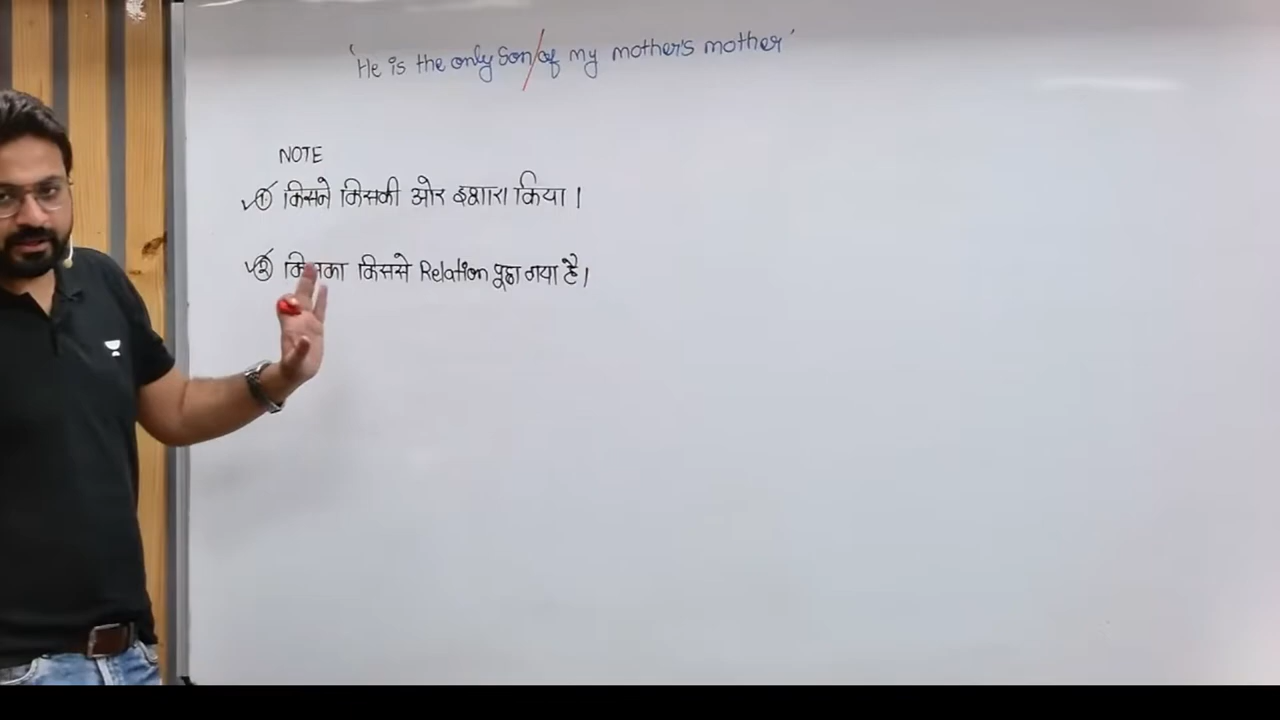 'He is the only Son/of my mother's mother'
NOTE
① किसने किसकी ओर इशारा किया।
② किसका किससे Relation पूछा गया है।